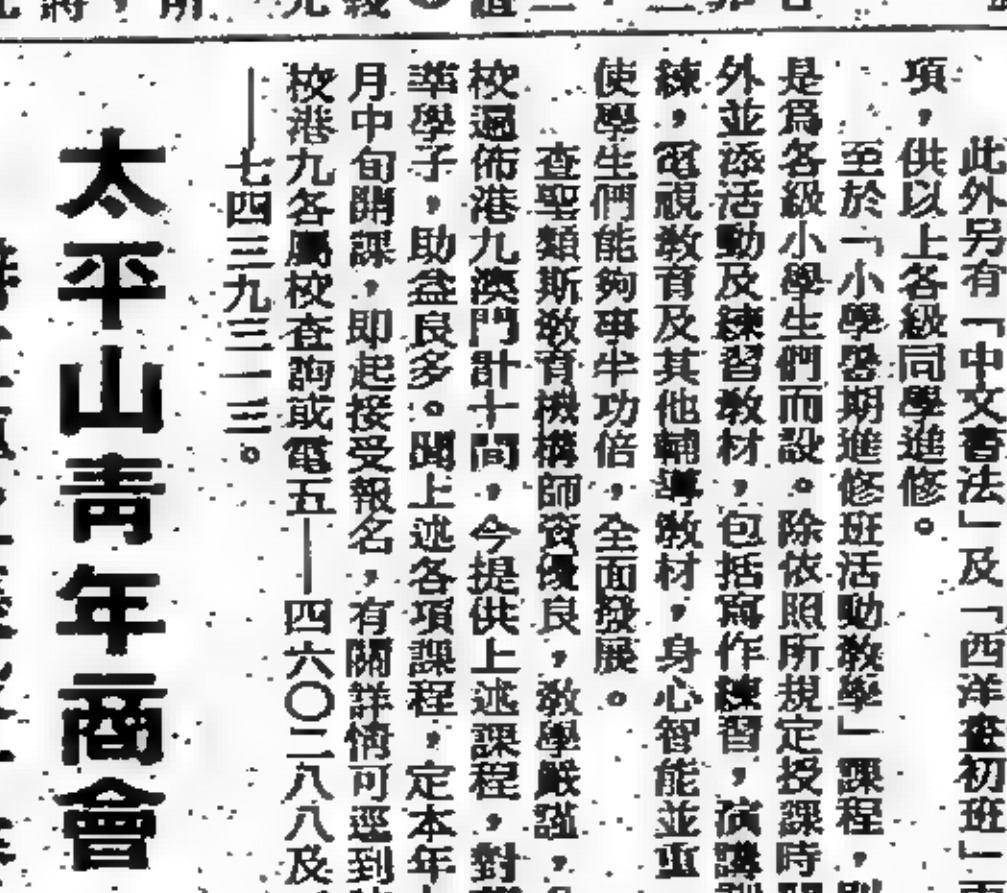 此外另有「中文書法」及「西洋畫初班」
項，供以上各級同學進修。
至於「小學暑期進修班活動教學」課程，
是爲各級小學生們而設。除依照所規定授課時
外並添活動及練習敎材，包括寫作練習，演講
練，電視敎育及其他輔導敎材，身心智能並重
使學生們能夠事半功倍，全面發展。
查聖類斯敎育機構師資優良，敎學嚴謹，
校遍佈港九澳門計十間，今提供上述課程，對
莘學子，助益良多。聞上述各項課程，定本年
月中旬開課，即起接受報名，有關詳情可逕到
校港九各屬校查詢或電五——四六〇二八八及
——七四三九三一三。
太平山靑年商會